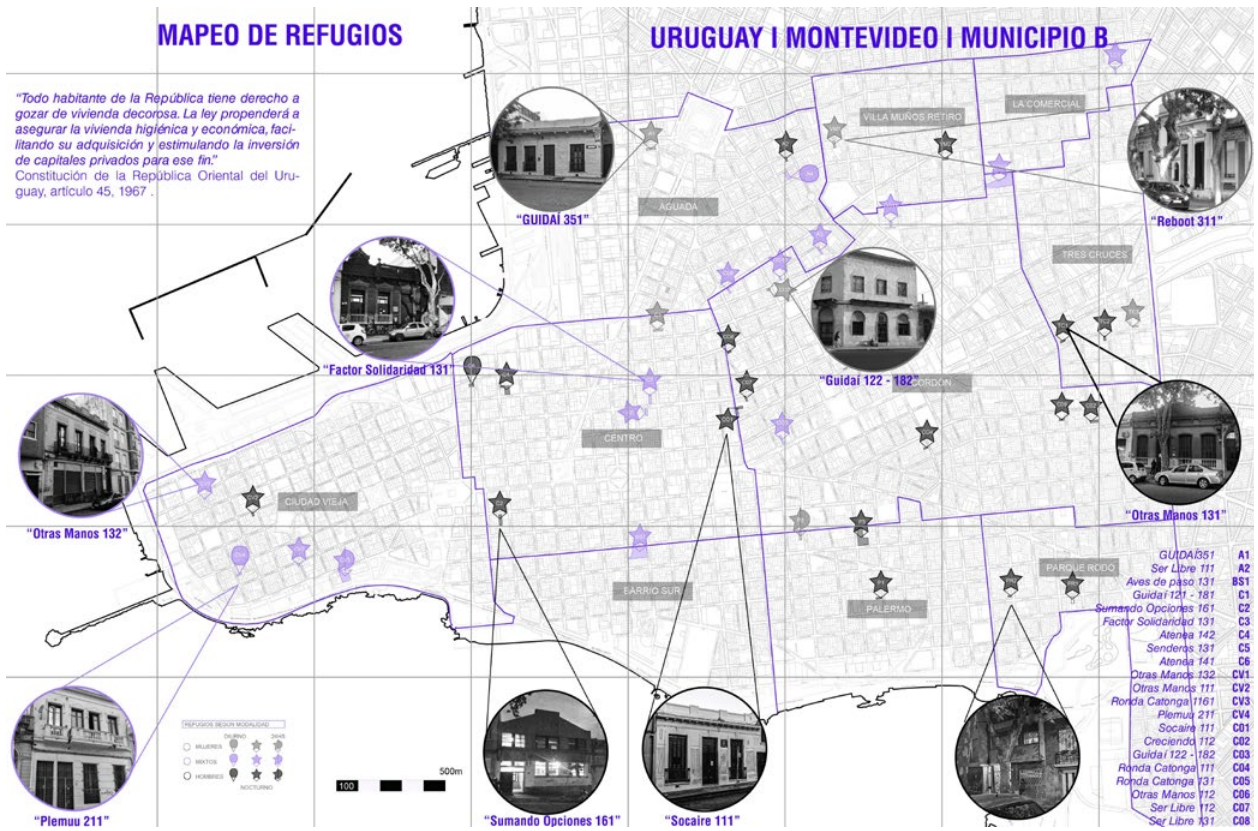 MAPEO DE REFUGIOS
URUGUAY I MONTEVIDEO I MUNICIPIO B
"Todo habitante de la República tiene derecho a
gozar de vivienda decorosa. La ley propenderá a
asegurar la vivienda higiénica y económica, faci-
litando su adquisición y estimulando la inversión
de capitales privados para ese fin."
Constitución de la República Oriental del Uru-
guay, artículo 45, 1967 .
LA COMERCIAL
VILLA MUÑOS RETIRO
AGUADA
"GUIDAÍ 351"
"Reboot 311"
TRES CRUCES
"Factor Solidaridad 131"
"Guidaí 122 - 182"
CORDÓN
CENTRO
CIUDAD VIEJA
"Otras Manos 132"
"Otras Manos 131"
BARRIO SUR
PALERMO
PARQUE RODO
GUIDAÍ351 A1
Ser Libre 111 A2
Aves de paso 131 BS1
Guidaí 121 - 181 C1
Sumando Opciones 161 C2
Factor Solidaridad 131 C3
Atenea 142 C4
Senderos 131 C5
Atenea 141 C6
Otras Manos 132 CV1
Otras Manos 111 CV2
Ronda Catonga 1161 CV3
Plemuu 211 CV4
Socaire 111 C01
Creciendo 112 C02
Guidaí 122 - 182 C03
Ronda Catonga 111 C04
Ronda Catonga 131 C05
Otras Manos 112 C06
Ser Libre 112 C07
Ser Libre 131 C08
REFUGIOS SEGUN MODALIDAD
DIURNO 24HS
MUJERES
MIXTOS
HOMBRES
NOCTURNO
100 500m
"Plemuu 211"
"Sumando Opciones 161"
"Socaire 111"